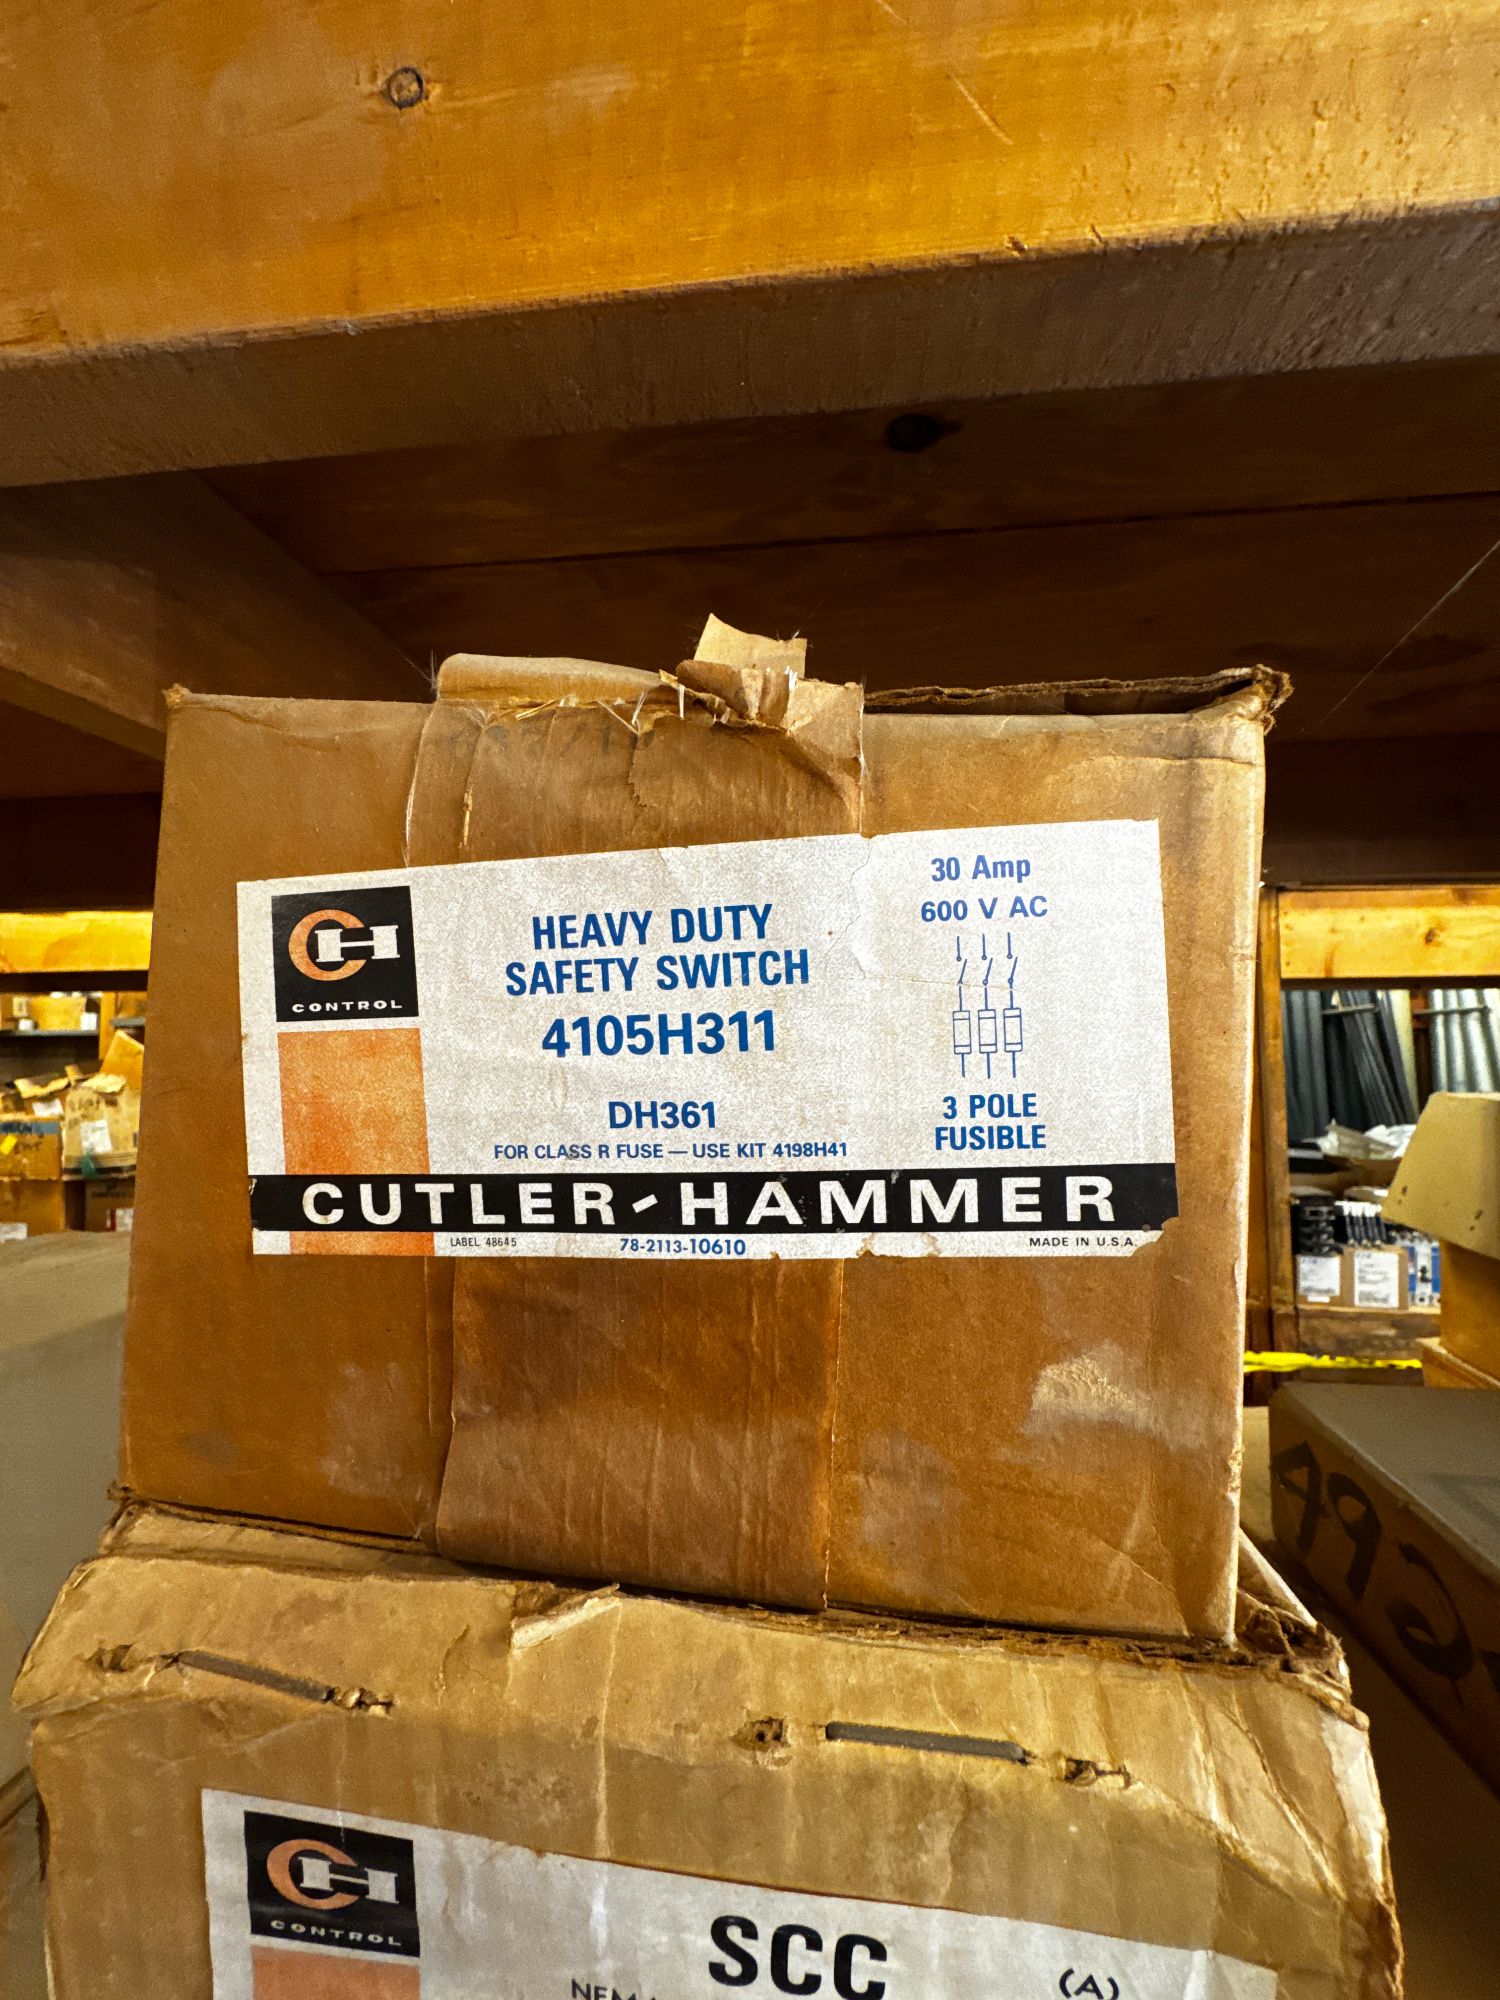 CH
CONTROL
HEAVY DUTY
SAFETY SWITCH
4105H311
DH361
FOR CLASS R FUSE — USE KIT 4198H41
30 Amp
600 V AC
3 POLE
FUSIBLE
CUTLER-HAMMER
LABEL 48645
78-2113-10610
MADE IN U.S.A.
492
CH
CONTROL
SCC
(A)